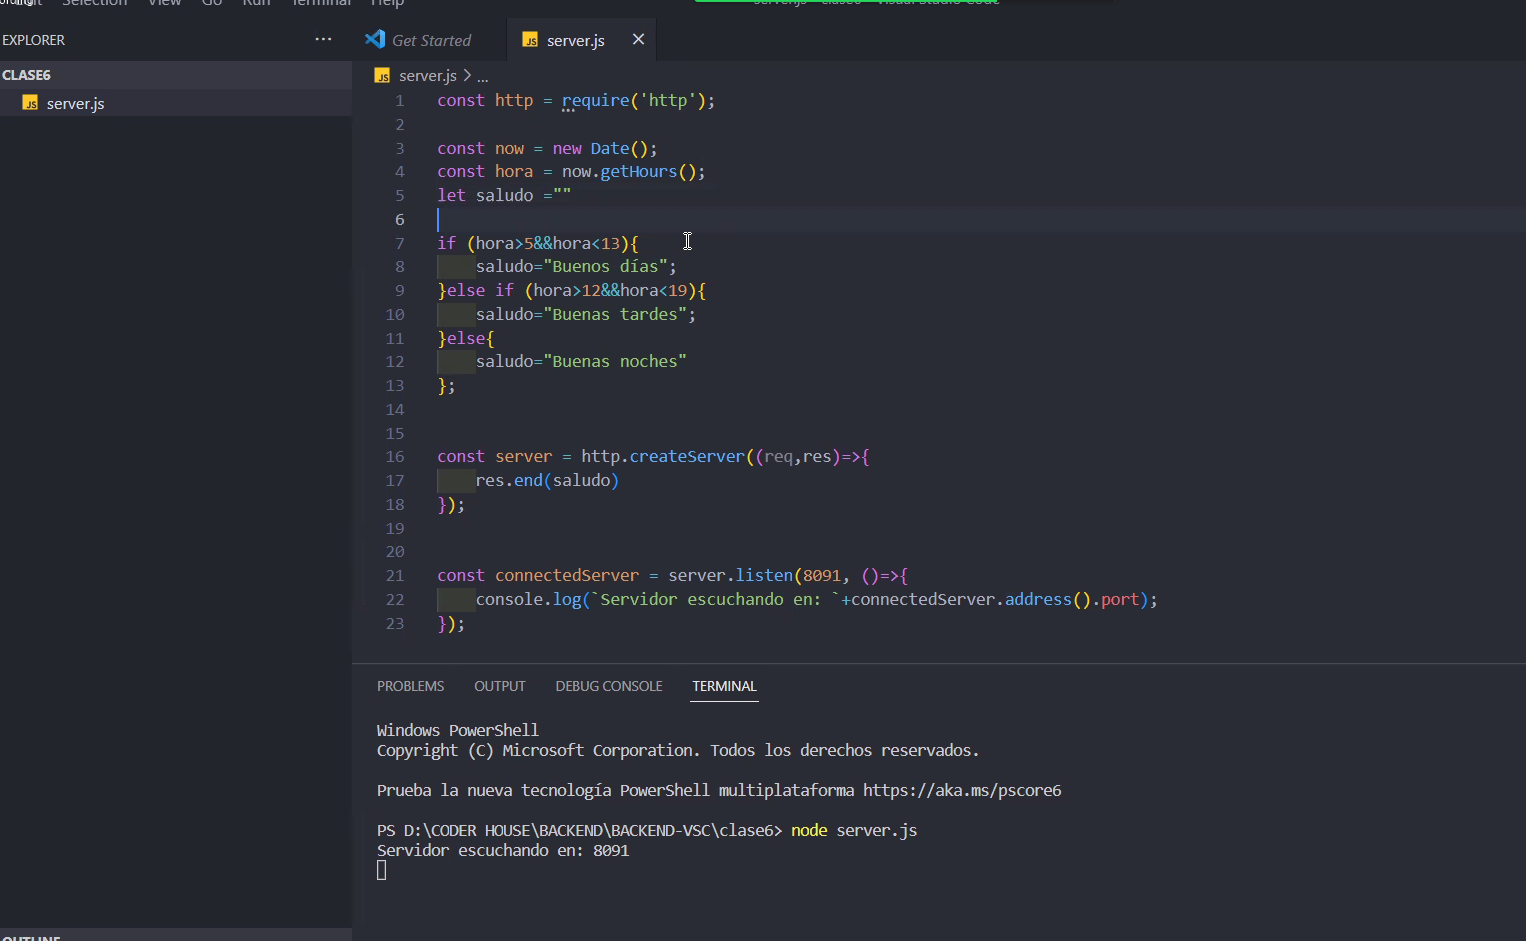 Selection View Go Run Terminal Help
EXPLORER
Get Started
server.js
CLASE6
server.js
server.js > ...
1 const http = require('http');
2
3 const now = new Date();
4 const hora = now.getHours();
5 let saludo =""
6
7 if (hora>5&&hora<13){
8     saludo="Buenos días";
9 }else if (hora>12&&hora<19){
10     saludo="Buenas tardes";
11 }else{
12     saludo="Buenas noches"
13 };
14
15
16 const server = http.createServer((req,res)=>{
17     res.end(saludo)
18 });
19
20
21 const connectedServer = server.listen(8091, ()=>{
22     console.log(`Servidor escuchando en: `+connectedServer.address().port);
23 });
PROBLEMS OUTPUT DEBUG CONSOLE TERMINAL
Windows PowerShell
Copyright (C) Microsoft Corporation. Todos los derechos reservados.
Prueba la nueva tecnología PowerShell multiplataforma https://aka.ms/pscore6
PS D:\CODER HOUSE\BACKEND\BACKEND-VSC\clase6> node server.js
Servidor escuchando en: 8091
OUTLINE